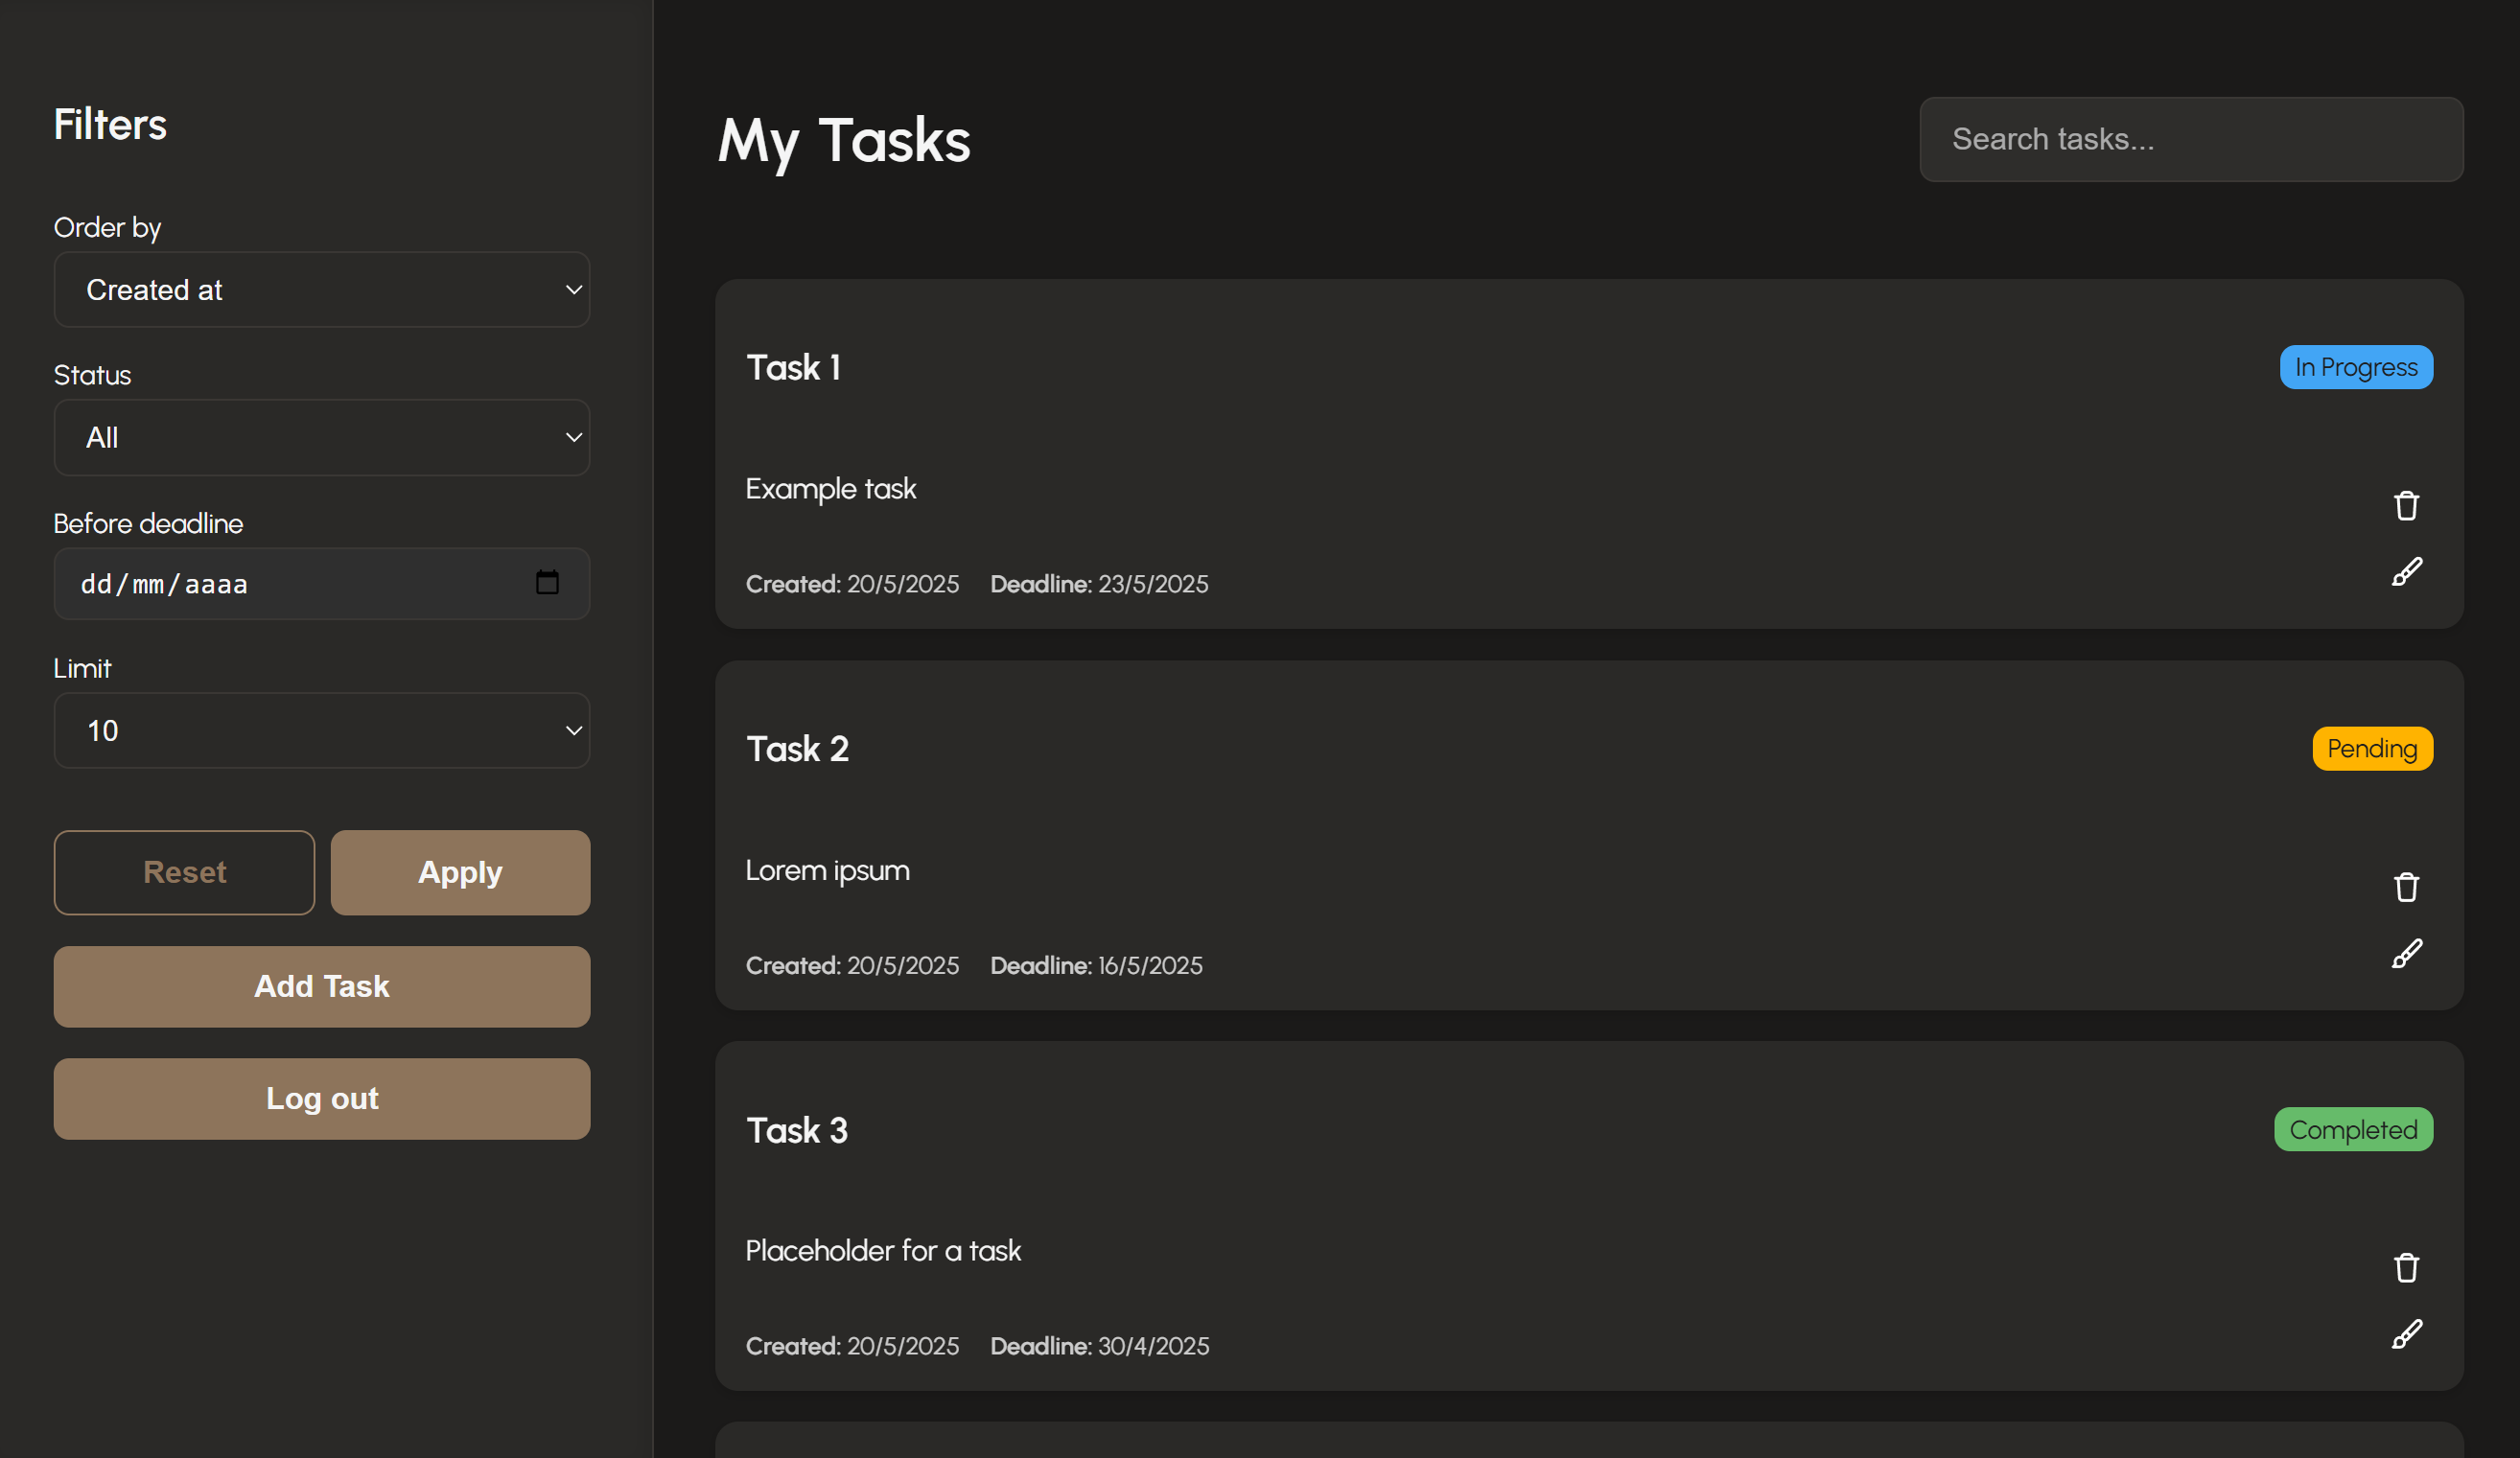 Filters
Order by
Created at
Status
All
Before deadline
dd/mm/aaaa
Limit
10
Reset
Apply
Add Task
Log out
My Tasks
Search tasks...
Task 1
In Progress
Example task
Created: 20/5/2025 Deadline: 23/5/2025
Task 2
Pending
Lorem ipsum
Created: 20/5/2025 Deadline: 16/5/2025
Task 3
Completed
Placeholder for a task
Created: 20/5/2025 Deadline: 30/4/2025